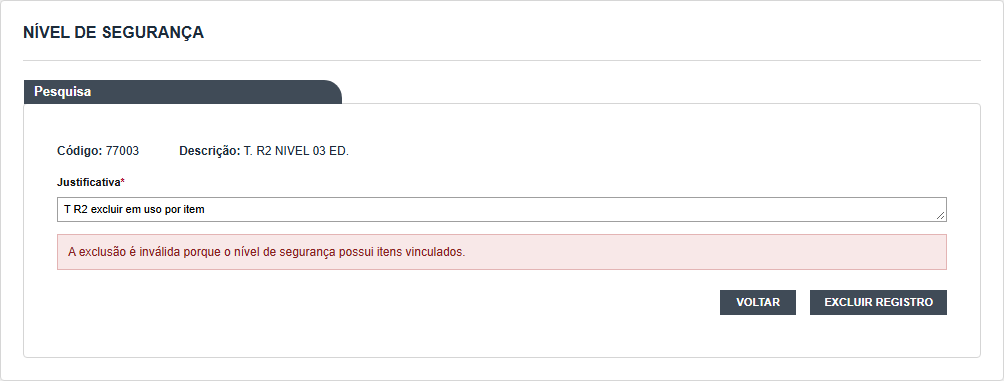 NÍVEL DE SEGURANÇA
Pesquisa
Código: 77003 Descrição: T. R2 NIVEL 03 ED.
Justificativa*
T R2 excluir em uso por item
A exclusão é inválida porque o nível de segurança possui itens vinculados.
VOLTAR EXCLUIR REGISTRO